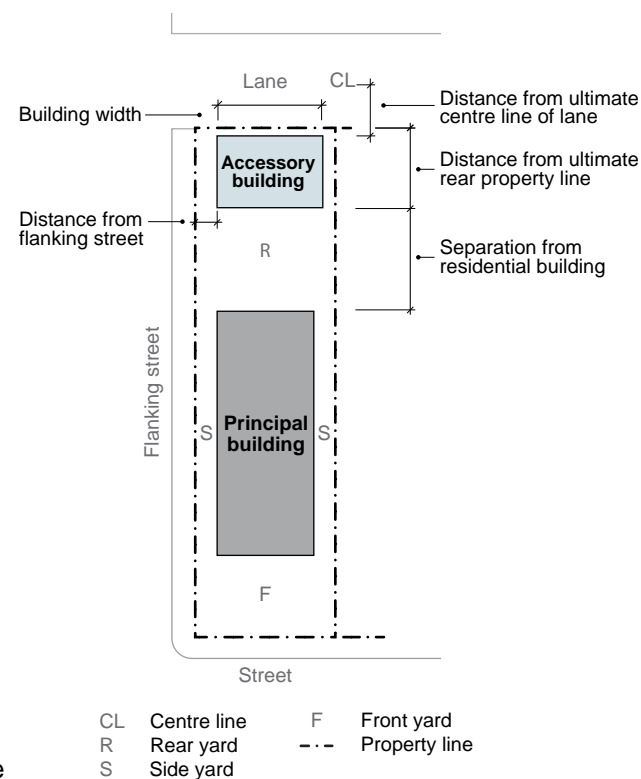 Lane
CL
Building width
Distance from ultimate
centre line of lane
Accessory
building
Distance from ultimate
rear property line
Distance from
flanking street
R
Separation from
residential building
Flanking street
S
Principal
building
S
F
Street
CL Centre line
R Rear yard
S Side yard
F Front yard
Property line
e